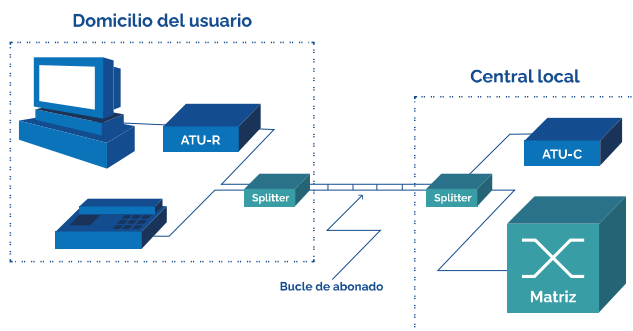 Domicilio del usuario
Central local
ATU-R
ATU-C
Splitter
Splitter
Bucle de abonado
Matriz